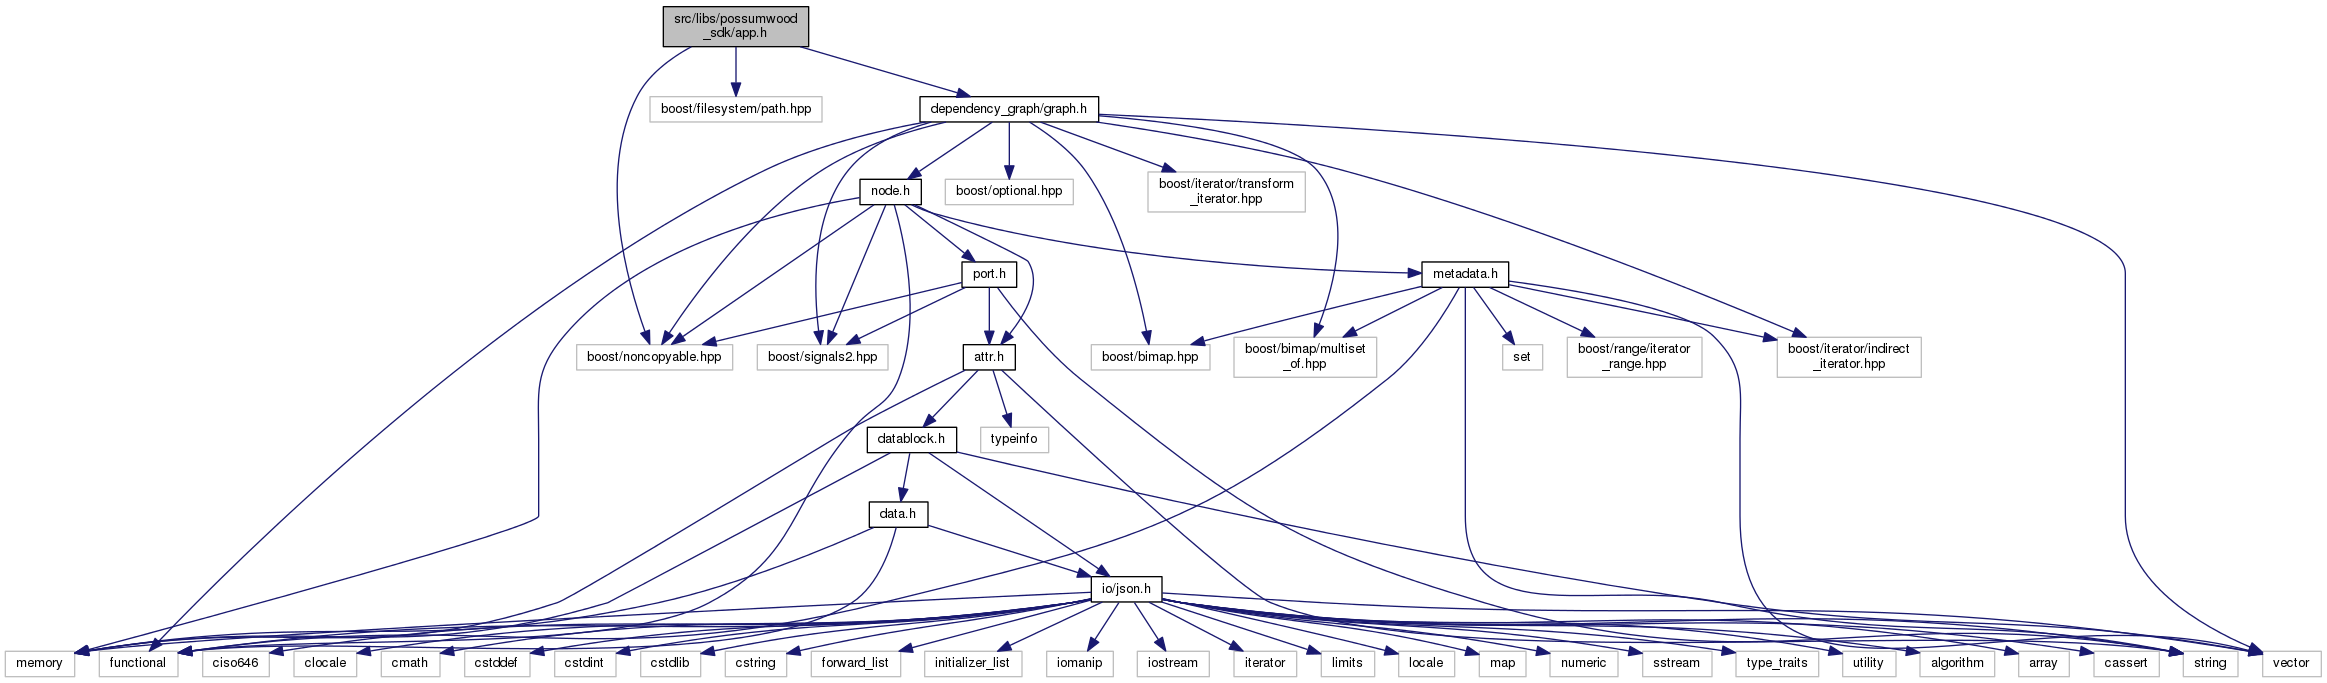 src/libs/possumwood
_sdk/app.h
boost/filesystem/path.hpp
dependency_graph/graph.h
node.h
boost/optional.hpp
boost/iterator/transform
_iterator.hpp
port.h
metadata.h
boost/noncopyable.hpp
boost/signals2.hpp
attr.h
boost/bimap.hpp
boost/bimap/multiset
_of.hpp
set
boost/range/iterator
_range.hpp
boost/iterator/indirect
_iterator.hpp
datablock.h
typeinfo
data.h
io/json.h
memory
functional
ciso646
clocale
cmath
cstddef
cstdint
cstdlib
cstring
forward_list
initializer_list
iomanip
iostream
iterator
limits
locale
map
numeric
sstream
type_traits
utility
algorithm
array
cassert
string
vector